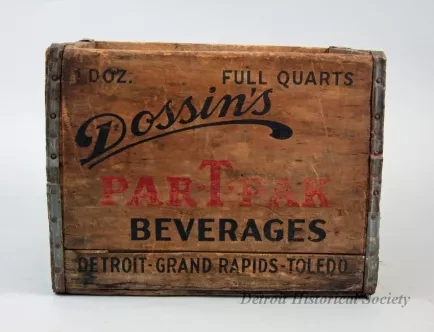 1 DOZ. FULL QUARTS
Dossin's
PAR-T-PAK
BEVERAGES
DETROIT-GRAND RAPIDS-TOLEDO
Detroit Historical Society